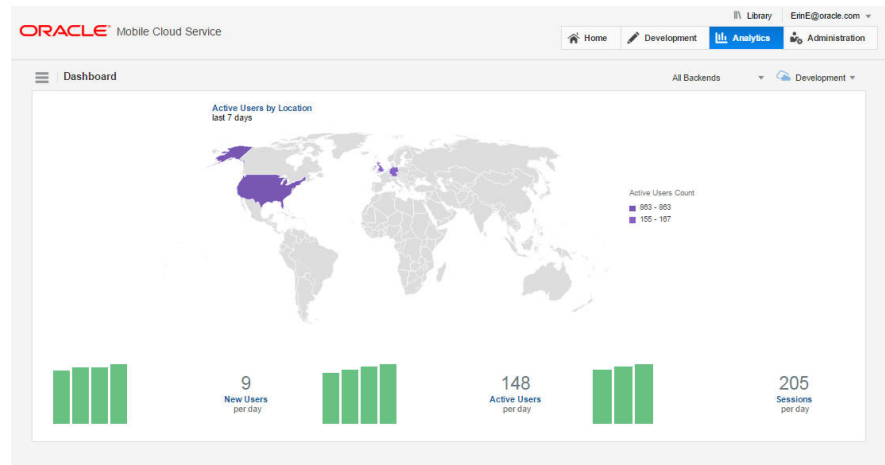 Library ErinE@oracle.com
ORACLE Mobile Cloud Service
Home Development Analytics Administration
Dashboard
All Backends Development
Active Users by Location
last 7 days
Active Users Count
863 - 863
155 - 167
9
New Users
per day
148
Active Users
per day
205
Sessions
per day